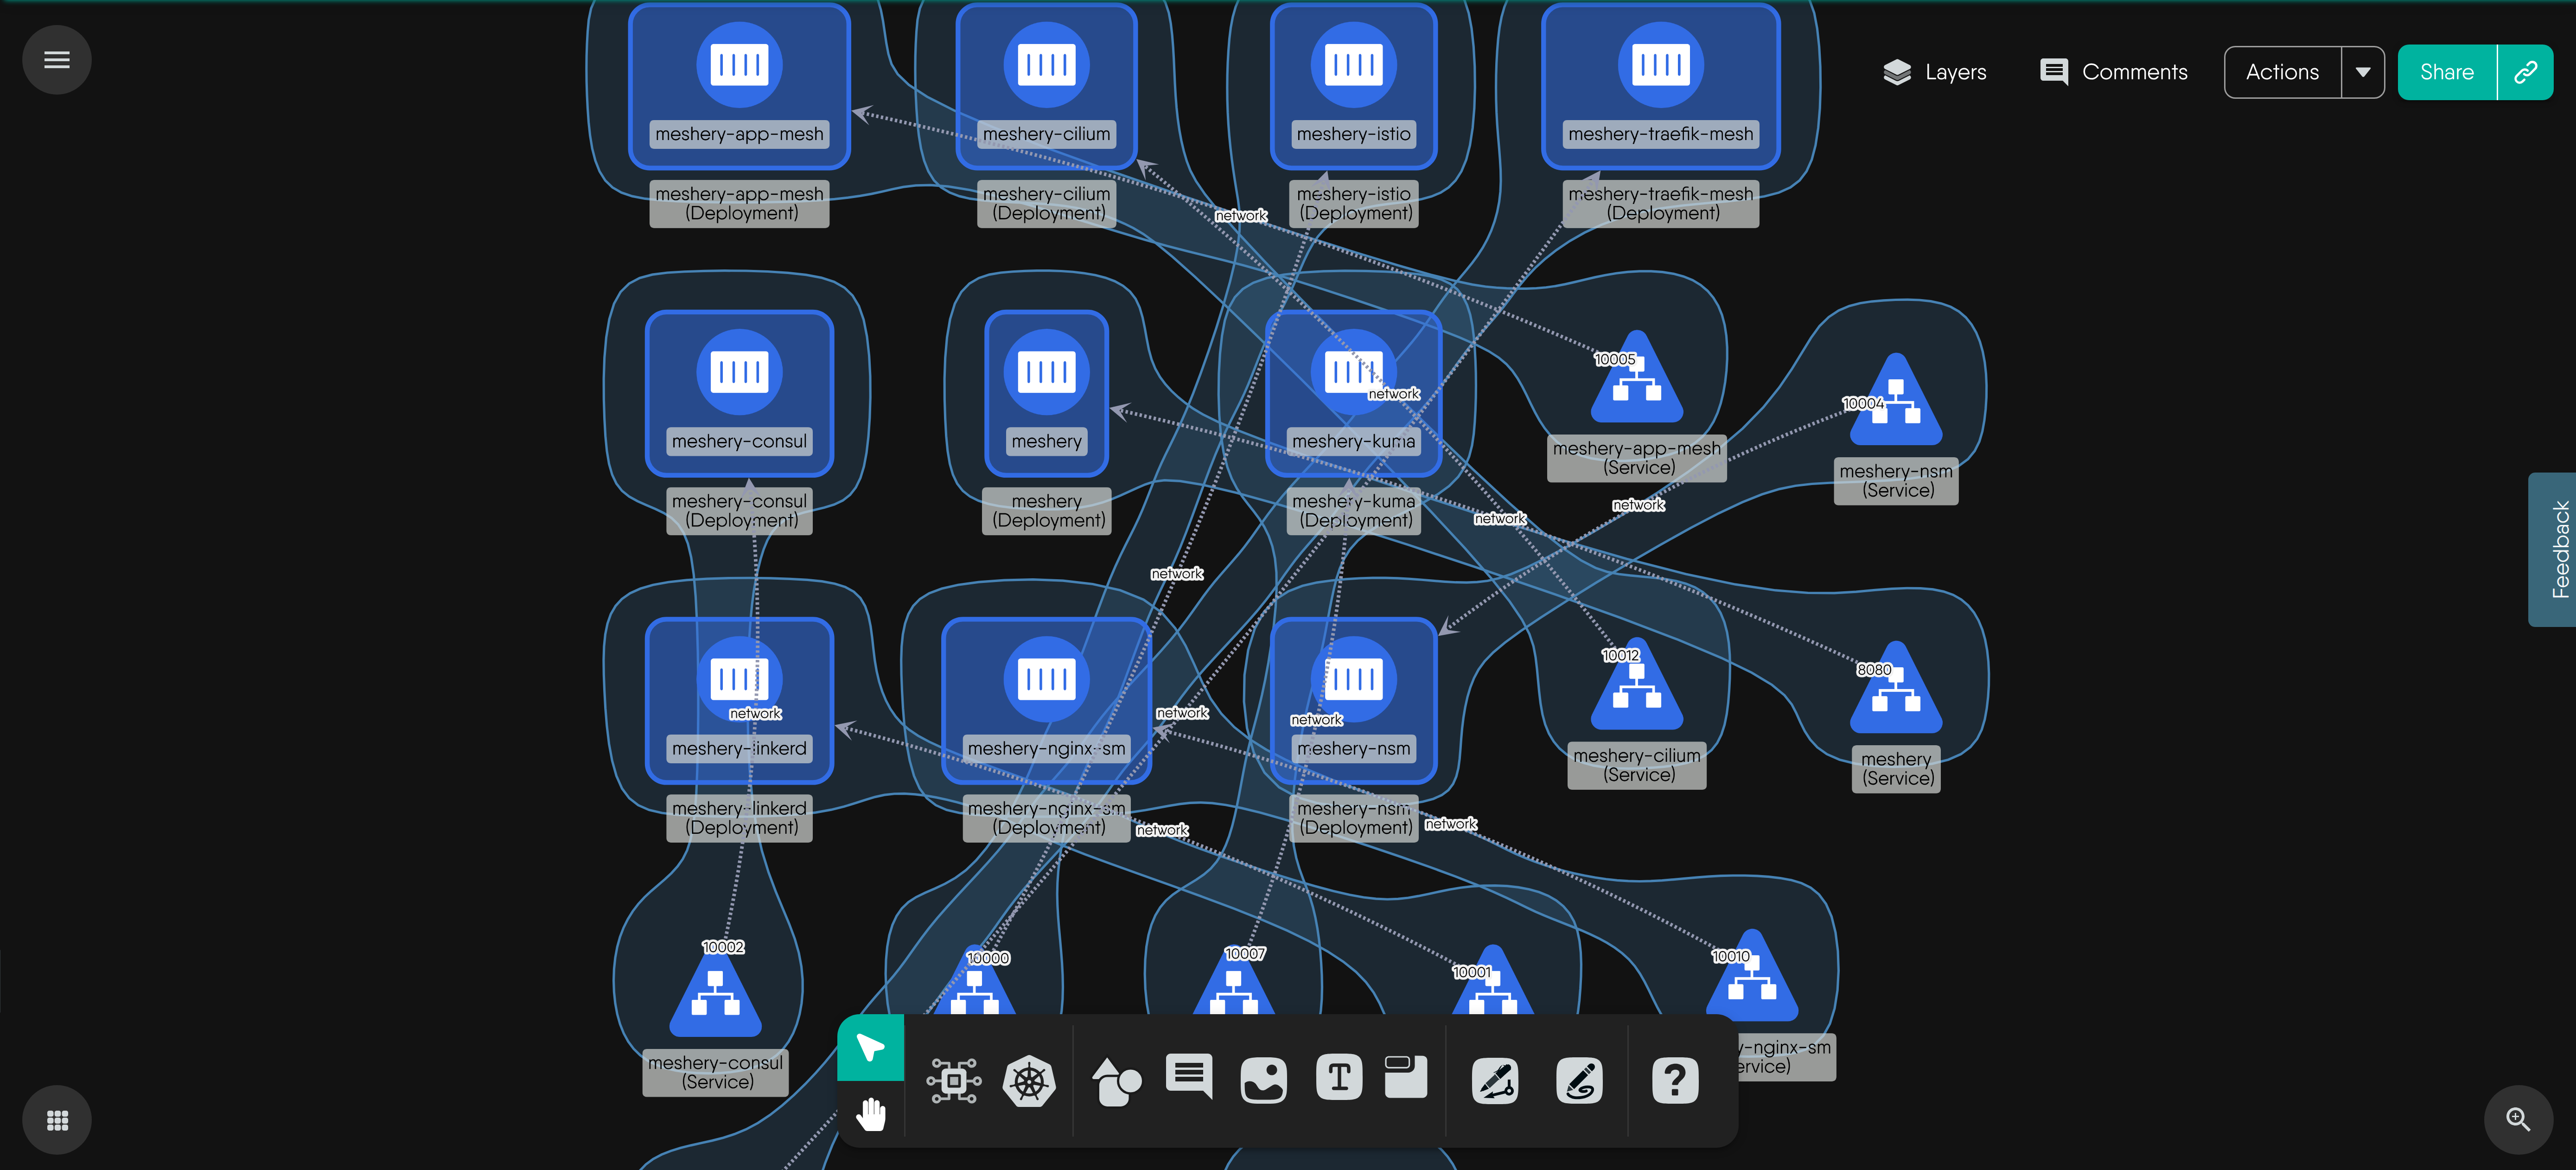 Layers
Comments
Actions
Share
meshery-app-mesh
meshery-cilium
meshery-istio
meshery-traefik-mesh
meshery-app-mesh
(Deployment)
meshery-cilium
(Deployment)
meshery-istio
(Deployment)
meshery-traefik-mesh
(Deployment)
network
10005
network
10004
meshery-consul
meshery
meshery-kuma
meshery-app-mesh
(Service)
meshery-nsm
(Service)
meshery-consul
(Deployment)
meshery
(Deployment)
meshery-kuma
(Deployment)
network
network
Feedback
network
10012
8080
network
network
network
meshery-linkerd
meshery-nginx-sm
meshery-nsm
meshery-cilium
(Service)
meshery
(Service)
meshery-linkerd
(Deployment)
meshery-nginx-sm
(Deployment)
meshery-nsm
(Deployment)
network
network
10002
10000
10007
10001
10010
meshery-consul
(Service)
y-nginx-sm
ervice)
T
?